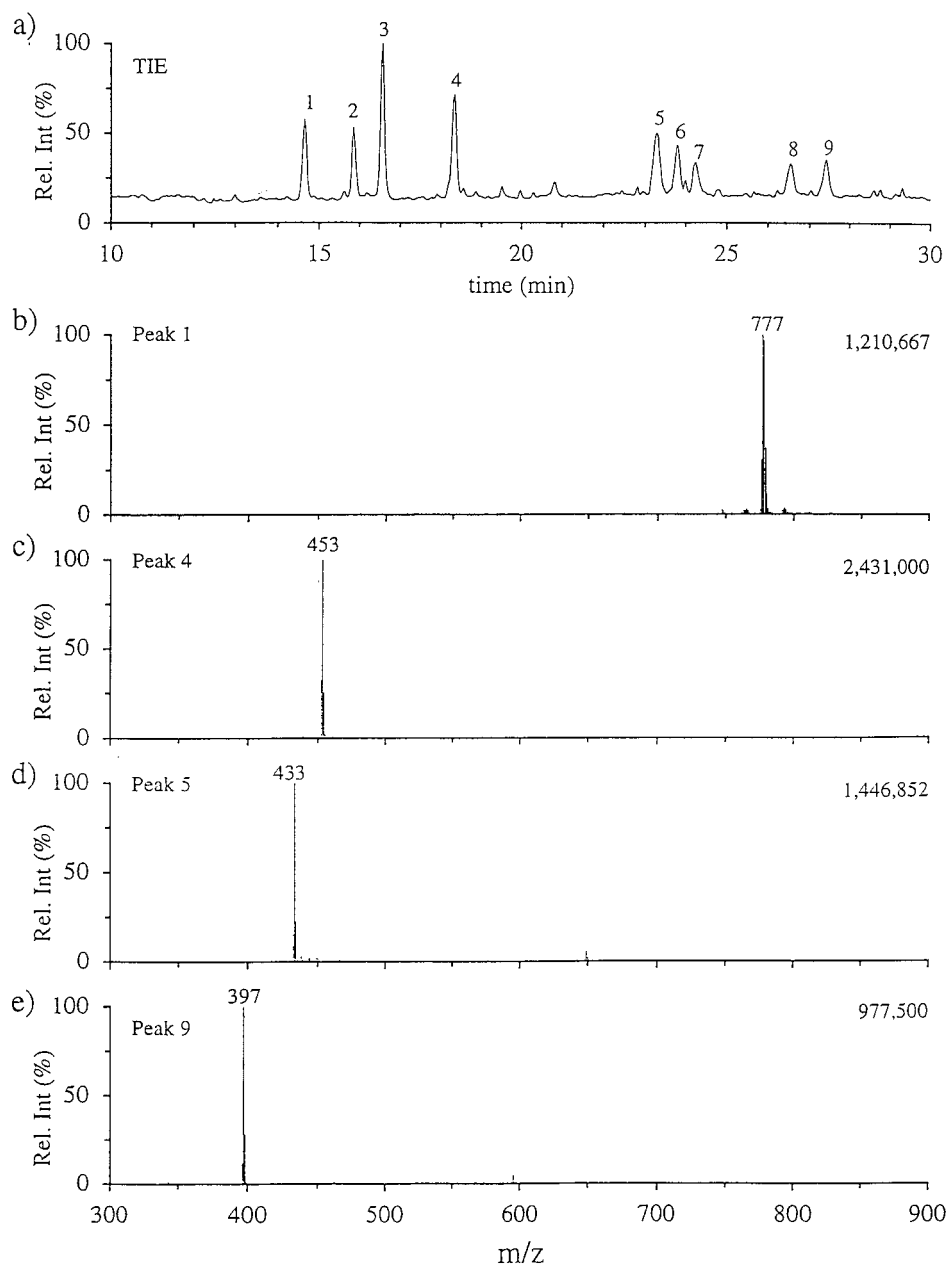 a)
Rel. Int (%)
100
50
0
TIE
1
2
3
4
5
6
7
8
9
10 15 20 25 30
time (min)
b)
Rel. Int (%)
100
50
0
Peak 1
777
1,210,667
c)
Rel. Int (%)
100
50
0
Peak 4
453
2,431,000
d)
Rel. Int (%)
100
50
0
Peak 5
433
1,446,852
e)
Rel. Int (%)
100
50
0
Peak 9
397
977,500
300 400 500 600 700 800 900
m/z